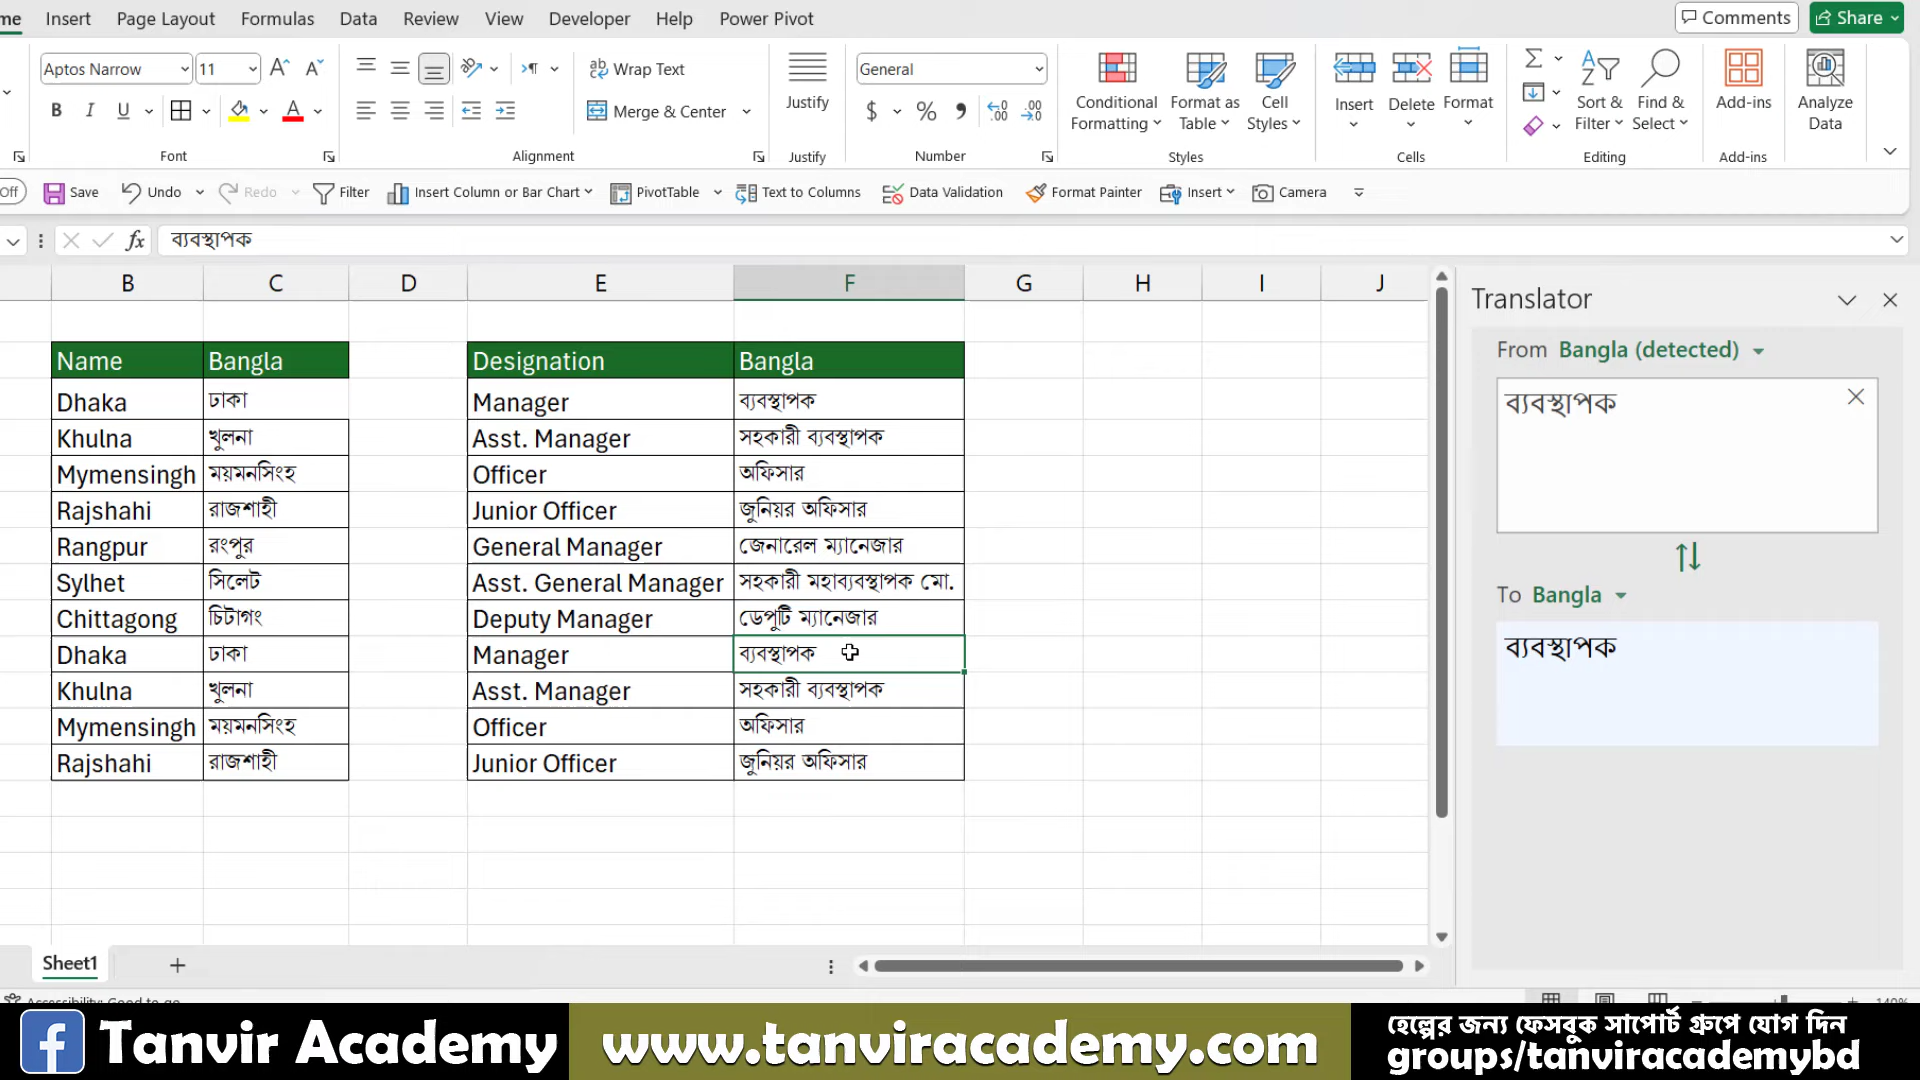 me Insert Page Layout Formulas Data Review View Developer Help Power Pivot Comments Share
Aptos Narrow 11 Wrap Text General
B I U Merge & Center
Justify
Conditional Formatting Format as Table Cell Styles
Insert Delete Format
Sort & Filter Find & Select
Add-ins
Analyze Data
Font Alignment Justify Number Styles Cells Editing Add-ins
Off Save Undo Redo Filter Insert Column or Bar Chart PivotTable Text to Columns Data Validation Format Painter Insert Camera
fx ব্যবস্থাপক
B C D E F G H I J
Name Bangla Designation Bangla
Dhaka ঢাকা Manager ব্যবস্থাপক
Khulna খুলনা Asst. Manager সহকারী ব্যবস্থাপক
Mymensingh ময়মনসিংহ Officer অফিসার
Rajshahi রাজশাহী Junior Officer জুনিয়র অফিসার
Rangpur রংপুর General Manager জেনারেল ম্যানেজার
Sylhet সিলেট Asst. General Manager সহকারী মহাব্যবস্থাপক মো.
Chittagong চিটাগং Deputy Manager ডেপুটি ম্যানেজার
Dhaka ঢাকা Manager ব্যবস্থাপক
Khulna খুলনা Asst. Manager সহকারী ব্যবস্থাপক
Mymensingh ময়মনসিংহ Officer অফিসার
Rajshahi রাজশাহী Junior Officer জুনিয়র অফিসার
Translator
From Bangla (detected)
ব্যবস্থাপক
To Bangla
ব্যবস্থাপক
Sheet1
f Tanvir Academy
www.tanviracademy.com
হেল্পের জন্য ফেসবুক সাপোর্ট গ্রুপে যোগ দিন
groups/tanviracademybd